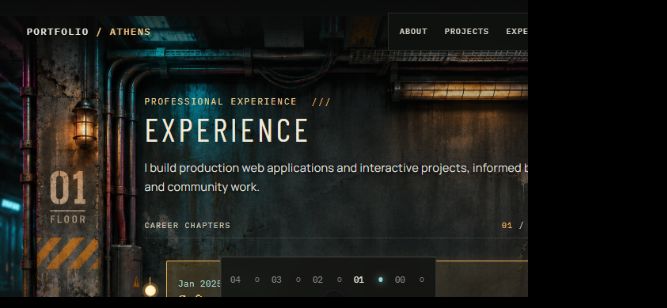 PORTFOLIO / ATHENS
ABOUT PROJECTS EXPE
PROFESSIONAL EXPERIENCE ///
EXPERIENCE
I build production web applications and interactive projects, informed b
and community work.
01
FLOOR
CAREER CHAPTERS 01 /
Jan 2025
04 03 02 01 00